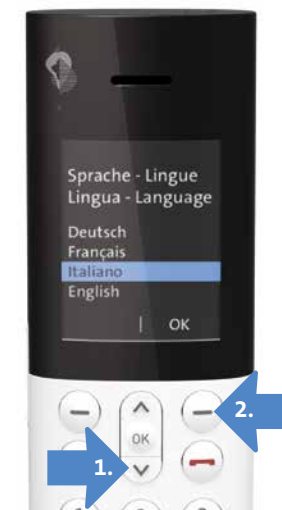 Sprache - Lingue
Lingua - Language
Deutsch
Français
Italiano
English
| OK
2.
OK
1.